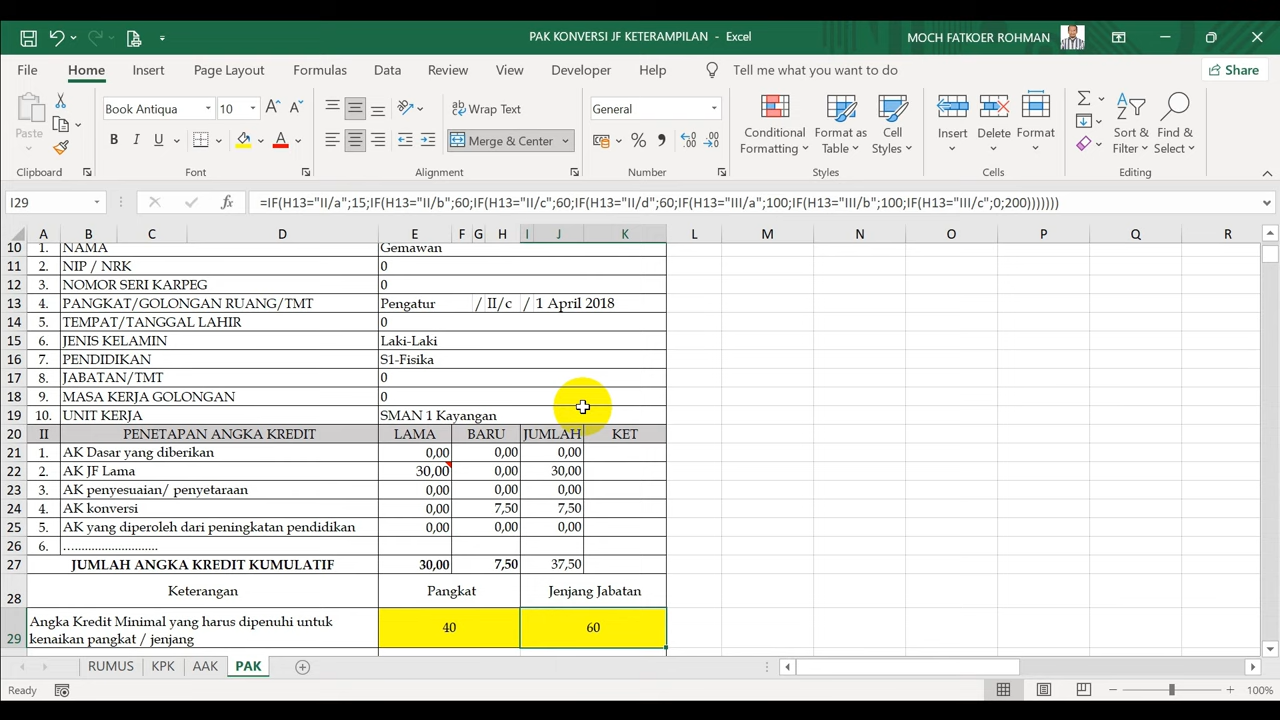 PAK KONVERSI JF KETERAMPILAN - Excel
MOCH FATKOER ROHMAN
File Home Insert Page Layout Formulas Data Review View Developer Help Tell me what you want to do Share
Paste
Book Antiqua 10
Wrap Text
General
Merge & Center
Conditional Formatting
Format as Table
Cell Styles
Insert
Delete
Format
Sort & Filter
Find & Select
Clipboard Font Alignment Number Styles Cells Editing
I29 =IF(H13="II/a";15;IF(H13="II/b";60;IF(H13="II/c";60;IF(H13="II/d";60;IF(H13="III/a";100;IF(H13="III/b";100;IF(H13="III/c";0;200)))))))
A B C D E F G H I J K L M N O P Q R
10 1. NAMA Gemawan
11 2. NIP / NRK 0
12 3. NOMOR SERI KARPEG 0
13 4. PANGKAT/GOLONGAN RUANG/TMT Pengatur / II/c / 1 April 2018
14 5. TEMPAT/TANGGAL LAHIR 0
15 6. JENIS KELAMIN Laki-Laki
16 7. PENDIDIKAN S1-Fisika
17 8. JABATAN/TMT 0
18 9. MASA KERJA GOLONGAN 0
19 10. UNIT KERJA SMAN 1 Kayangan
20 II PENETAPAN ANGKA KREDIT LAMA BARU JUMLAH KET
21 1. AK Dasar yang diberikan 0,00 0,00 0,00
22 2. AK JF Lama 30,00 0,00 30,00
23 3. AK penyesuaian/ penyetaraan 0,00 0,00 0,00
24 4. AK konversi 0,00 7,50 7,50
25 5. AK yang diperoleh dari peningkatan pendidikan 0,00 0,00 0,00
26 6. ............................
27 JUMLAH ANGKA KREDIT KUMULATIF 30,00 7,50 37,50
28 Keterangan Pangkat Jenjang Jabatan
29 Angka Kredit Minimal yang harus dipenuhi untuk
kenaikan pangkat / jenjang 40 60
RUMUS KPK AAK PAK
Ready 100%